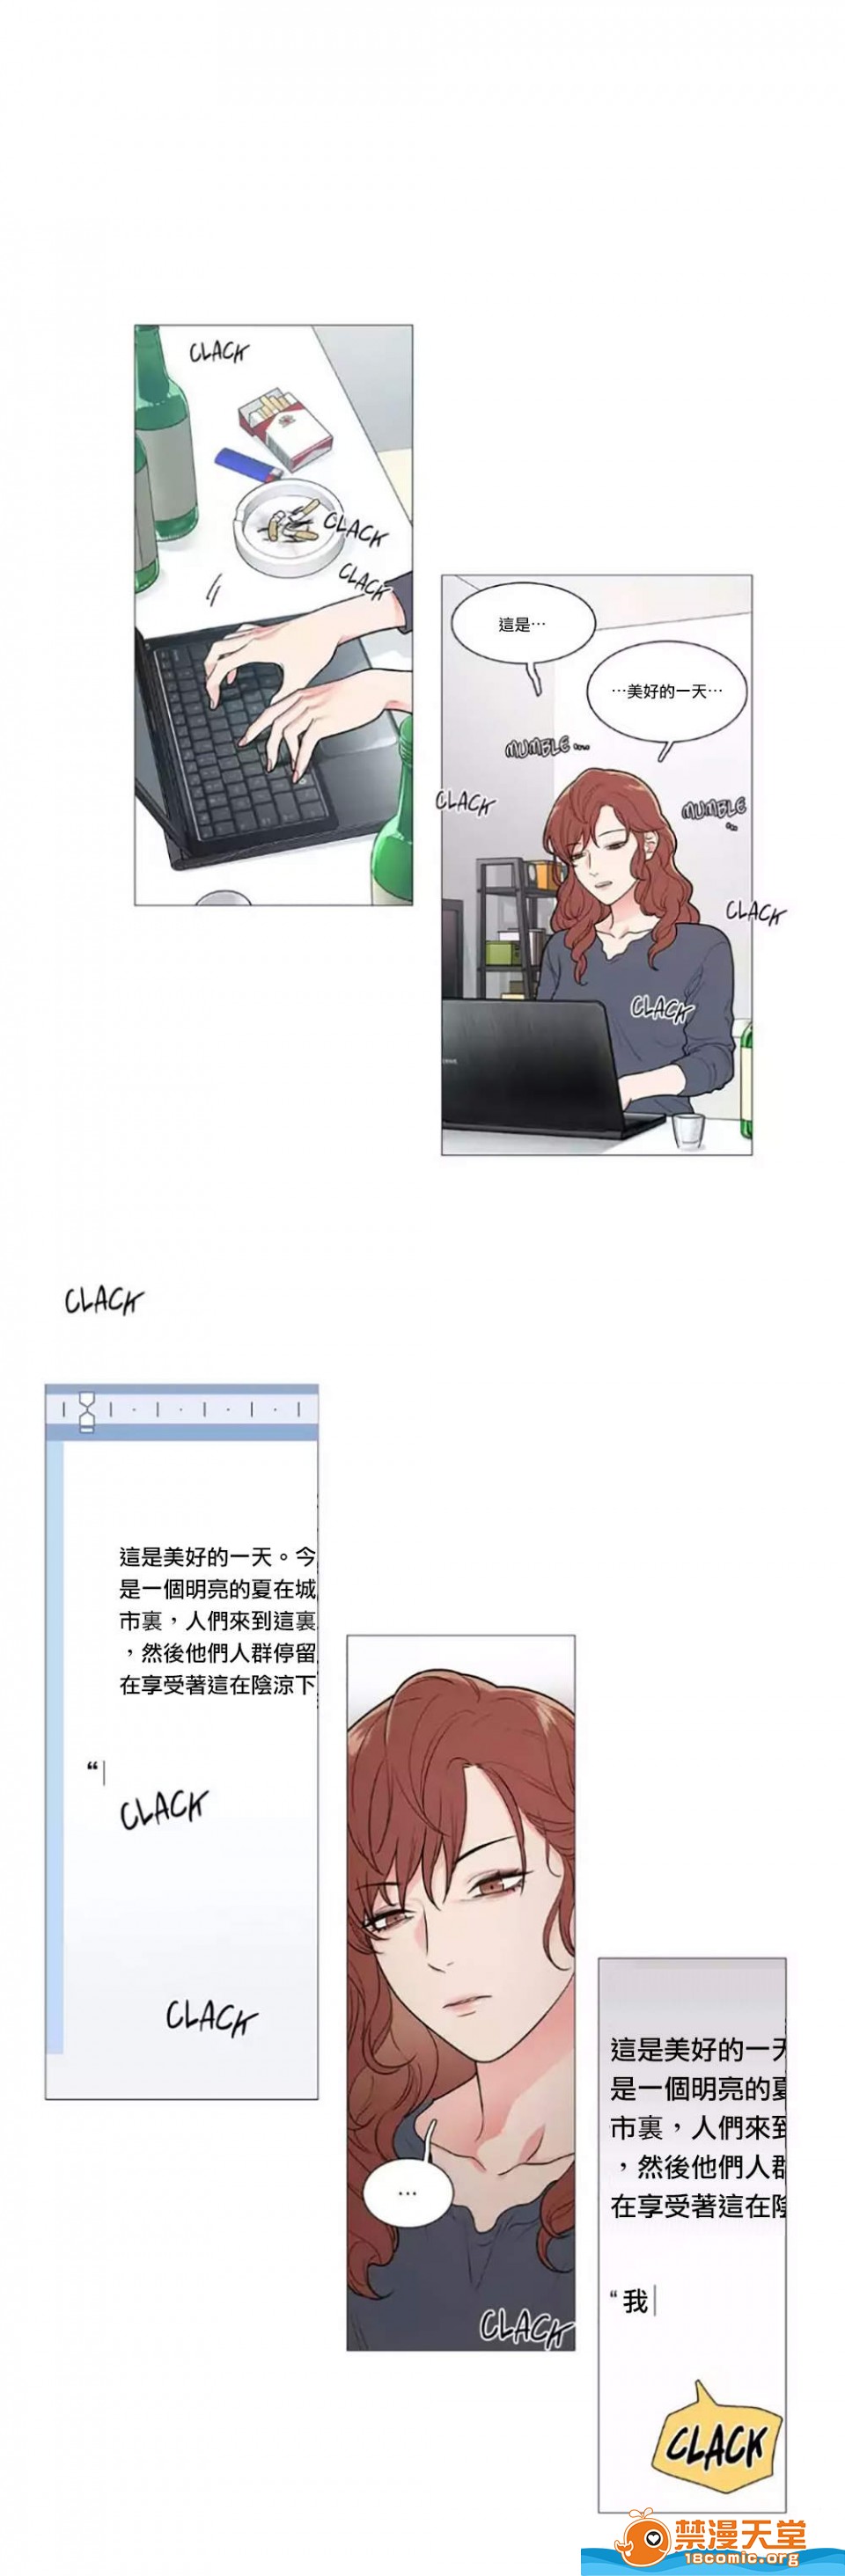 CLACK
CLACK
CLACK
這是…
…美好的一天…
MUMBLE …
CLACK
MUMBLE
…
CLACK
CLACK
CLACK
這是美好的一天。今
是一個明亮的夏在城
市裏，人們來到這裏
，然後他們人群停留
在享受著這在陰涼下
“
CLACK
CLACK
…
CLACK
這是美好的一天
是一個明亮的夏
市裏，人們來到
，然後他們人群
在享受著這在陰
“我
CLACK
禁漫天堂
18comic.org